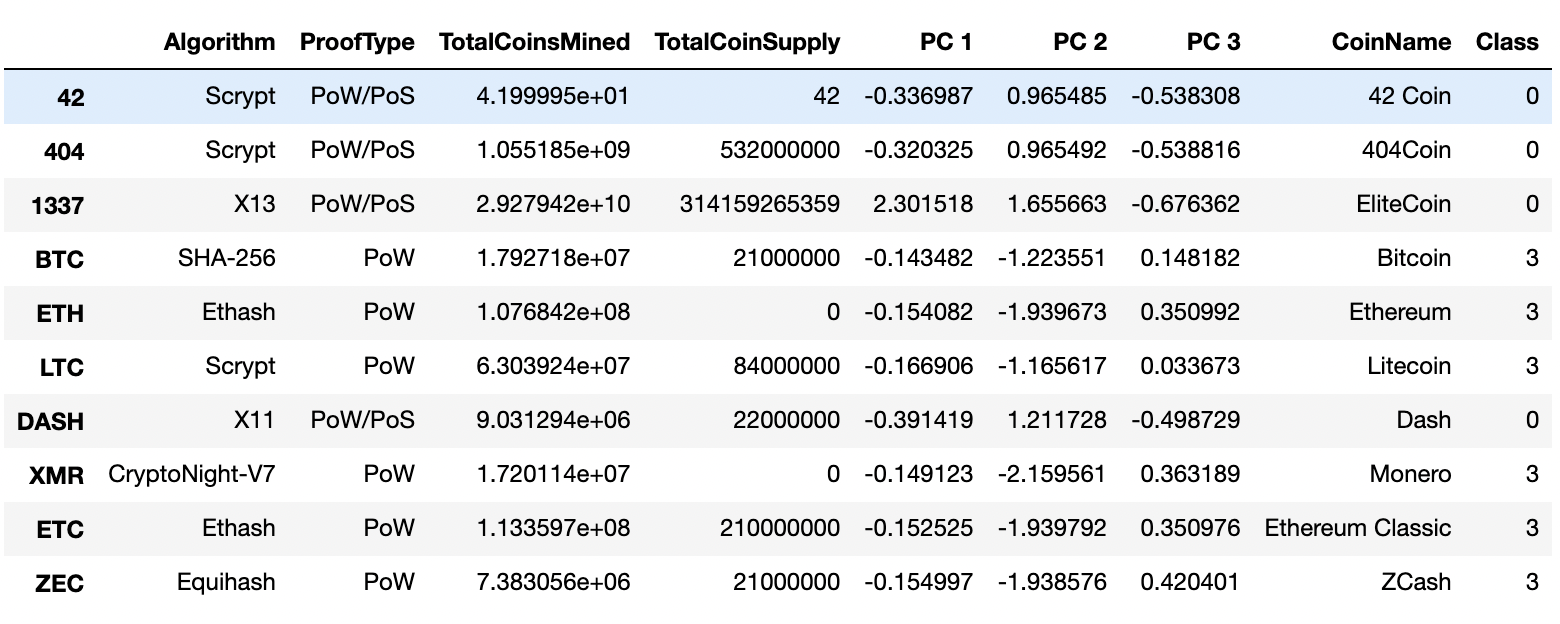 Algorithm ProofType TotalCoinsMined TotalCoinSupply PC 1 PC 2 PC 3 CoinName Class
42 Scrypt PoW/PoS 4.199995e+01 42 -0.336987 0.965485 -0.538308 42 Coin 0
404 Scrypt PoW/PoS 1.055185e+09 532000000 -0.320325 0.965492 -0.538816 404Coin 0
1337 X13 PoW/PoS 2.927942e+10 314159265359 2.301518 1.655663 -0.676362 EliteCoin 0
BTC SHA-256 PoW 1.792718e+07 21000000 -0.143482 -1.223551 0.148182 Bitcoin 3
ETH Ethash PoW 1.076842e+08 0 -0.154082 -1.939673 0.350992 Ethereum 3
LTC Scrypt PoW 6.303924e+07 84000000 -0.166906 -1.165617 0.033673 Litecoin 3
DASH X11 PoW/PoS 9.031294e+06 22000000 -0.391419 1.211728 -0.498729 Dash 0
XMR CryptoNight-V7 PoW 1.720114e+07 0 -0.149123 -2.159561 0.363189 Monero 3
ETC Ethash PoW 1.133597e+08 210000000 -0.152525 -1.939792 0.350976 Ethereum Classic 3
ZEC Equihash PoW 7.383056e+06 21000000 -0.154997 -1.938576 0.420401 ZCash 3